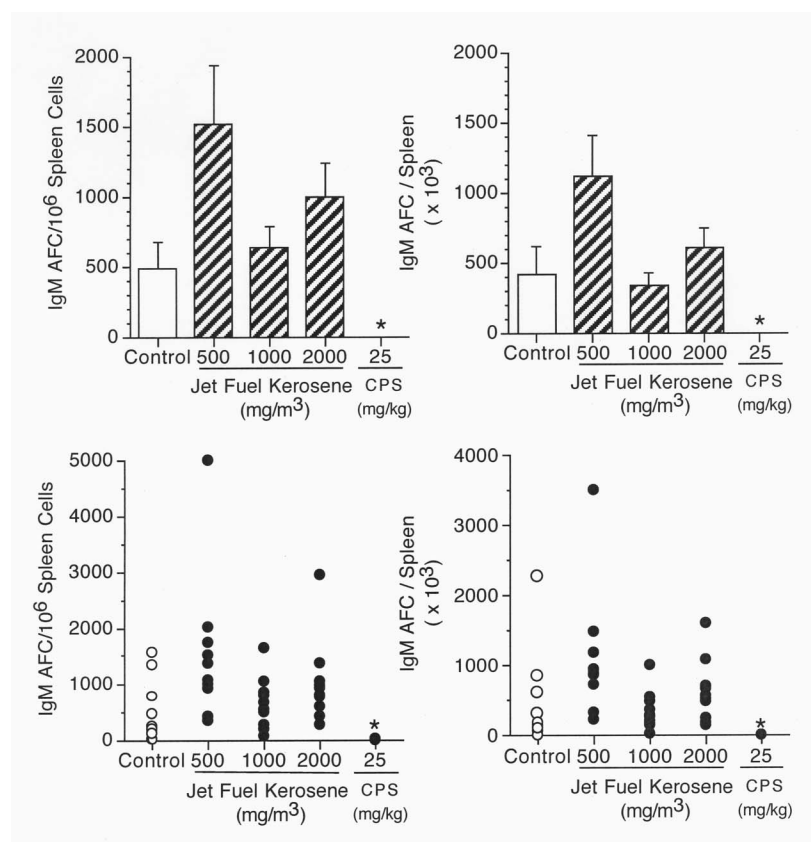 IgM AFC/10⁶ Spleen Cells
2000
1500
1000
500
0
*
Control 500 1000 2000 25
Jet Fuel Kerosene CPS
(mg/m³) (mg/kg)
IgM AFC / Spleen
( x 10³)
2000
1500
1000
500
0
*
Control 500 1000 2000 25
Jet Fuel Kerosene CPS
(mg/m³) (mg/kg)
IgM AFC/10⁶ Spleen Cells
5000
4000
3000
2000
1000
0
*
Control 500 1000 2000 25
Jet Fuel Kerosene CPS
(mg/m³) (mg/kg)
IgM AFC / Spleen
( x 10³)
4000
3000
2000
1000
0
*
Control 500 1000 2000 25
Jet Fuel Kerosene CPS
(mg/m³) (mg/kg)